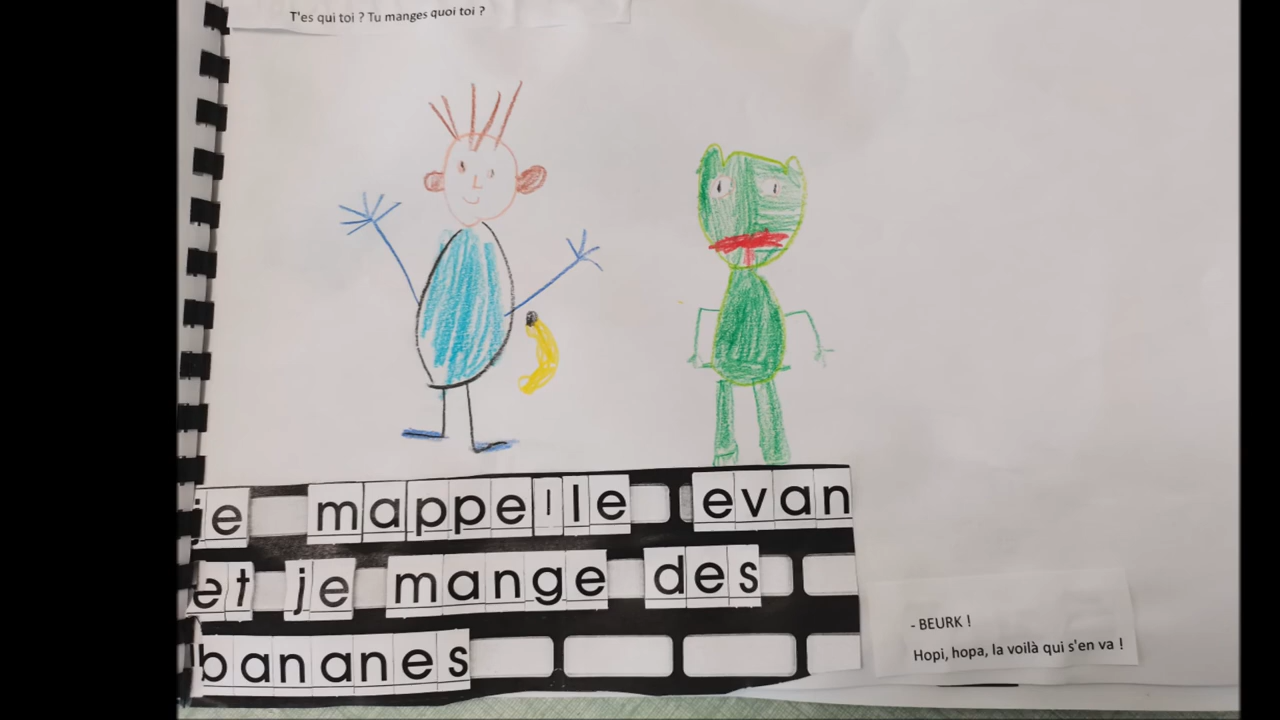 T'es qui toi ? Tu manges quoi toi ?
je mappelle evan
et je mange des
bananes
- BEURK !
Hopi, hopa, la voilà qui s'en va !